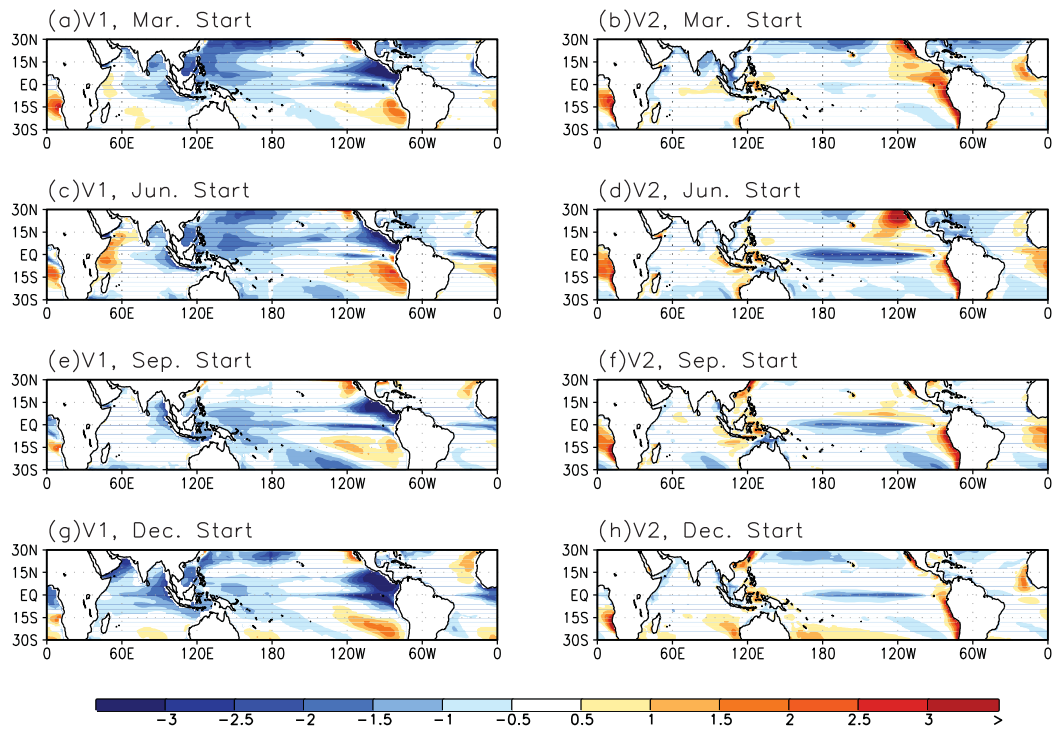 (a)V1, Mar. Start
(b)V2, Mar. Start
30N
15N
EQ
15S
30S
0 60E 120E 180 120W 60W 0
30N
15N
EQ
15S
30S
0 60E 120E 180 120W 60W 0
(c)V1, Jun. Start
(d)V2, Jun. Start
30N
15N
EQ
15S
30S
0 60E 120E 180 120W 60W 0
30N
15N
EQ
15S
30S
0 60E 120E 180 120W 60W 0
(e)V1, Sep. Start
(f)V2, Sep. Start
30N
15N
EQ
15S
30S
0 60E 120E 180 120W 60W 0
30N
15N
EQ
15S
30S
0 60E 120E 180 120W 60W 0
(g)V1, Dec. Start
(h)V2, Dec. Start
30N
15N
EQ
15S
30S
0 60E 120E 180 120W 60W 0
30N
15N
EQ
15S
30S
0 60E 120E 180 120W 60W 0
-3 -2.5 -2 -1.5 -1 -0.5 0.5 1 1.5 2 2.5 3 >